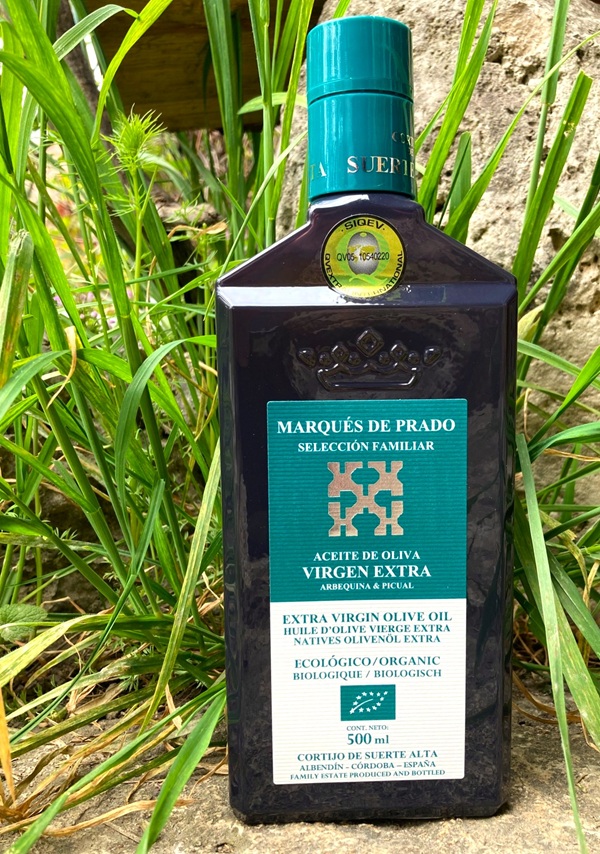 SUERTE
SIQEV
QV05-10540220
MARQUÉS DE PRADO
SELECCIÓN FAMILIAR
ACEITE DE OLIVA
VIRGEN EXTRA
ARBEQUINA & PICUAL
EXTRA VIRGIN OLIVE OIL
HUILE D'OLIVE VIERGE EXTRA
NATIVES OLIVENÖL EXTRA
ECOLÓGICO/ORGANIC
BIOLOGIQUE / BIOLOGISCH
CONT. NETO:
500 ml
CORTIJO DE SUERTE ALTA
ALBENDÍN - CÓRDOBA - ESPAÑA
FAMILY ESTATE PRODUCED AND BOTTLED